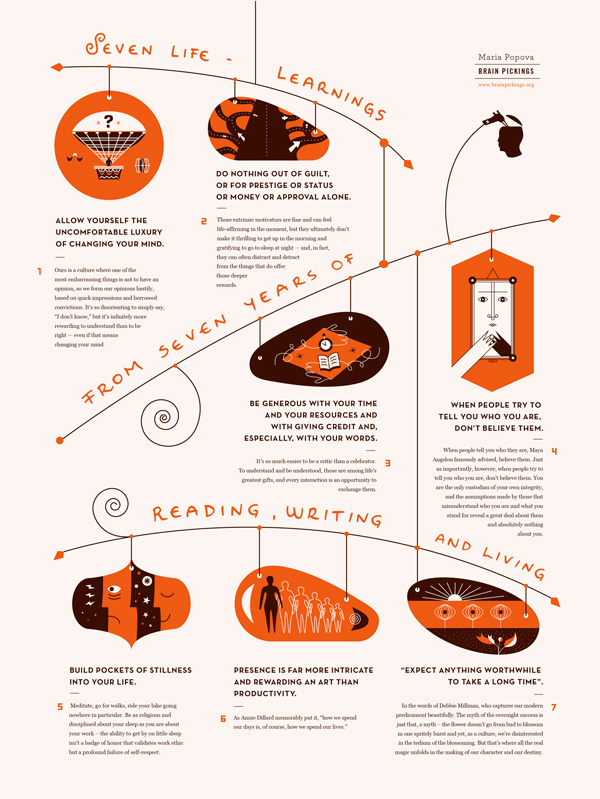 SEVEN LIFE - LEARNINGS
Maria Popova
BRAIN PICKINGS
www.brainpickings.org
?
ALLOW YOURSELF THE
UNCOMFORTABLE LUXURY
OF CHANGING YOUR MIND.
1
Ours is a culture where one of the
most embarrassing things is not to have an
opinion, so we form our opinions hastily,
based on quick impressions and borrowed
convictions. It's so disorienting to simply say,
"I don't know," but it's infinitely more
rewarding to understand than to be
right – even if that means
changing your mind.
DO NOTHING OUT OF GUILT,
OR FOR PRESTIGE OR STATUS
OR MONEY OR APPROVAL ALONE.
2
Those extrinsic motivators are fine and can feel
life-affirming in the moment, but they ultimately don't
make it thrilling to get up in the morning and
gratifying to go to sleep at night – and, in fact,
they can often distract and detract
from the things that do offer
those deeper
rewards.
FROM SEVEN YEARS OF
BE GENEROUS WITH YOUR TIME
AND YOUR RESOURCES AND
WITH GIVING CREDIT AND,
ESPECIALLY, WITH YOUR WORDS.
3
It's so much easier to be a critic than a celebrator.
To understand and be understood, those are among life's
greatest gifts, and every interaction is an opportunity to
exchange them.
WHEN PEOPLE TRY TO
TELL YOU WHO YOU ARE,
DON'T BELIEVE THEM.
4
When people tell you who they are, Maya
Angelou famously advised, believe them. Just
as importantly, however, when people try to
tell you who you are, don't believe them. You
are the only custodian of your own integrity,
and the assumptions made by those that
misunderstand who you are and what you
stand for reveal a great deal about them
and absolutely nothing
about you.
READING, WRITING
AND LIVING
BUILD POCKETS OF STILLNESS
INTO YOUR LIFE.
5
Meditate, go for walks, ride your bike going
nowhere in particular. Be as religious and
disciplined about your sleep as you are about
your work – the ability to get by on little sleep
isn't a badge of honor that validates work ethic
but a profound failure of self-respect.
PRESENCE IS FAR MORE INTRICATE
AND REWARDING AN ART THAN
PRODUCTIVITY.
6
As Annie Dillard memorably put it, "how we spend
our days is, of course, how we spend our lives."
"EXPECT ANYTHING WORTHWHILE
TO TAKE A LONG TIME".
7
In the words of Debbie Millman, who captures our modern
predicament beautifully. The myth of the overnight success is
just that, a myth – the flower doesn't go from bud to blossom
in one spritely burst and yet, as a culture, we're disinterested
in the tedium of the blossoming. But that's where all the real
magic unfolds in the making of our character and our destiny.